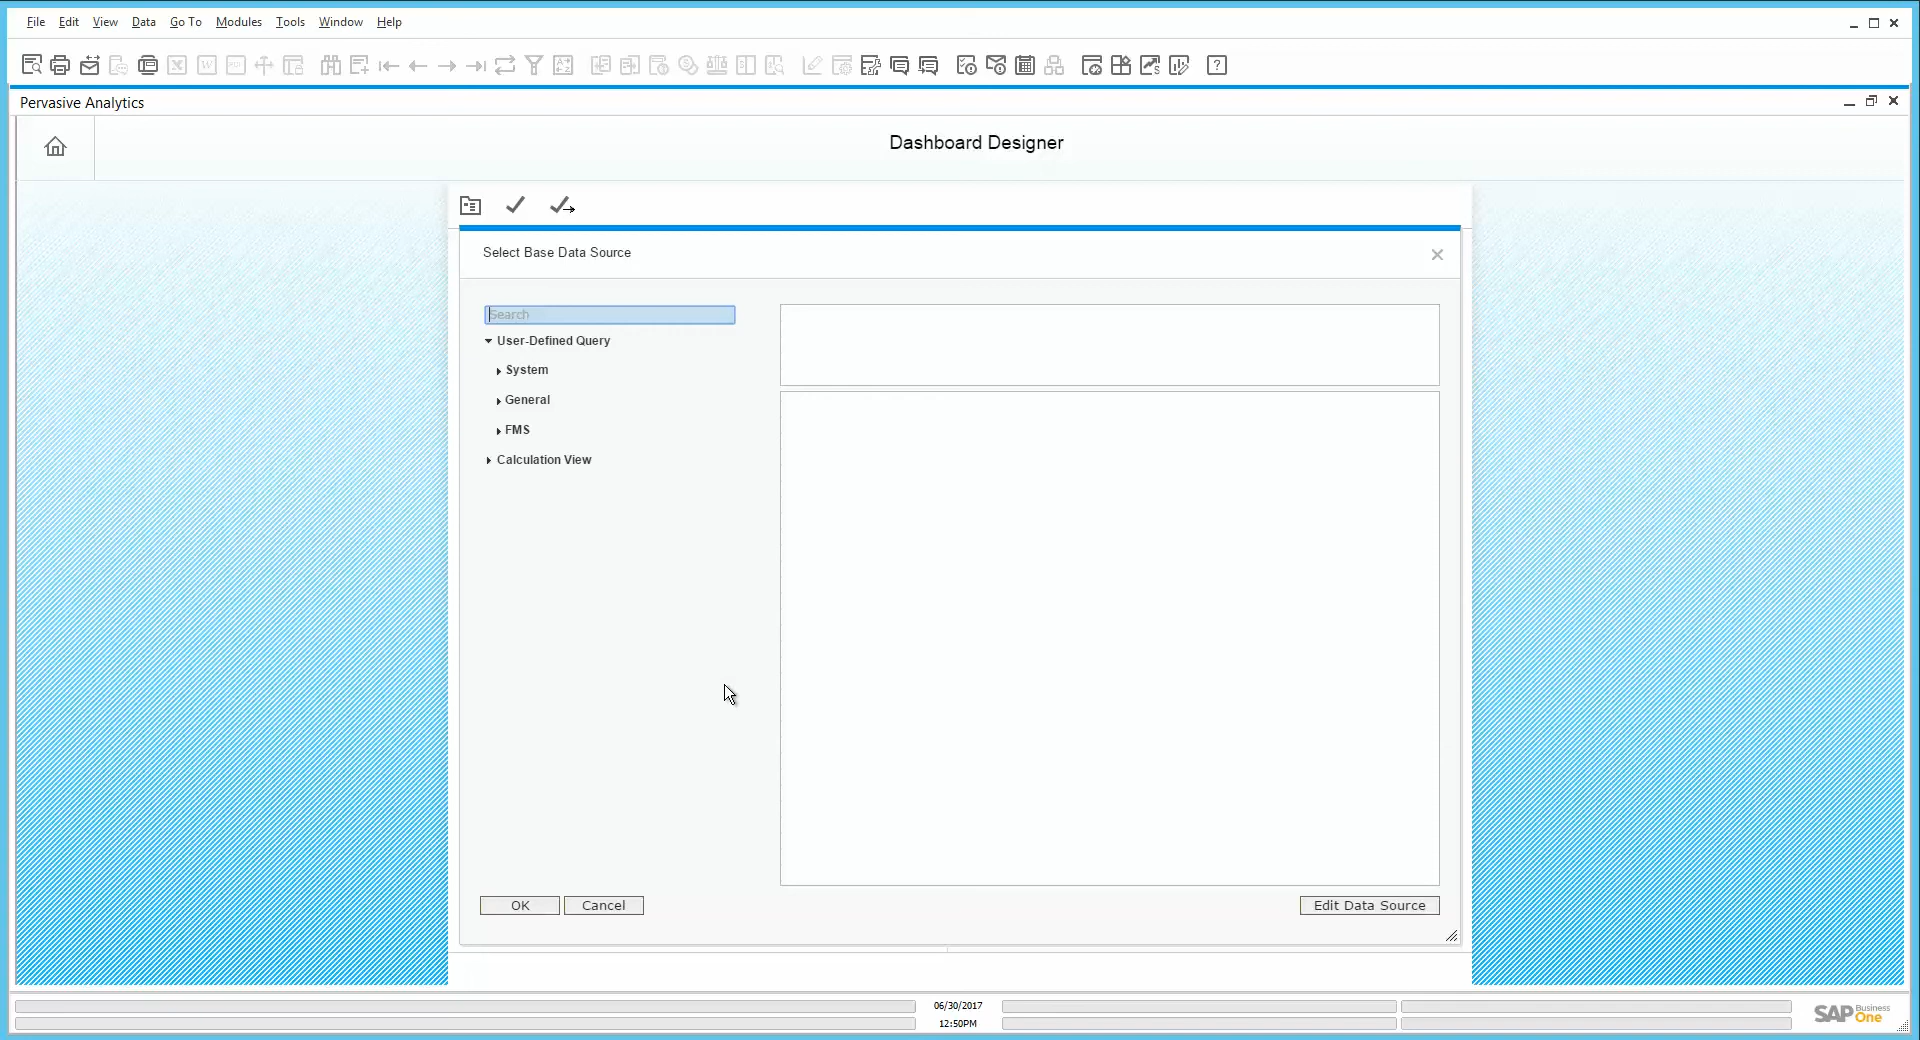 File Edit View Data Go To Modules Tools Window Help
Pervasive Analytics
Dashboard Designer
Select Base Data Source
Search
User-Defined Query
System
General
FMS
Calculation View
OK Cancel Edit Data Source
06/30/2017
12:50PM
SAP Business One